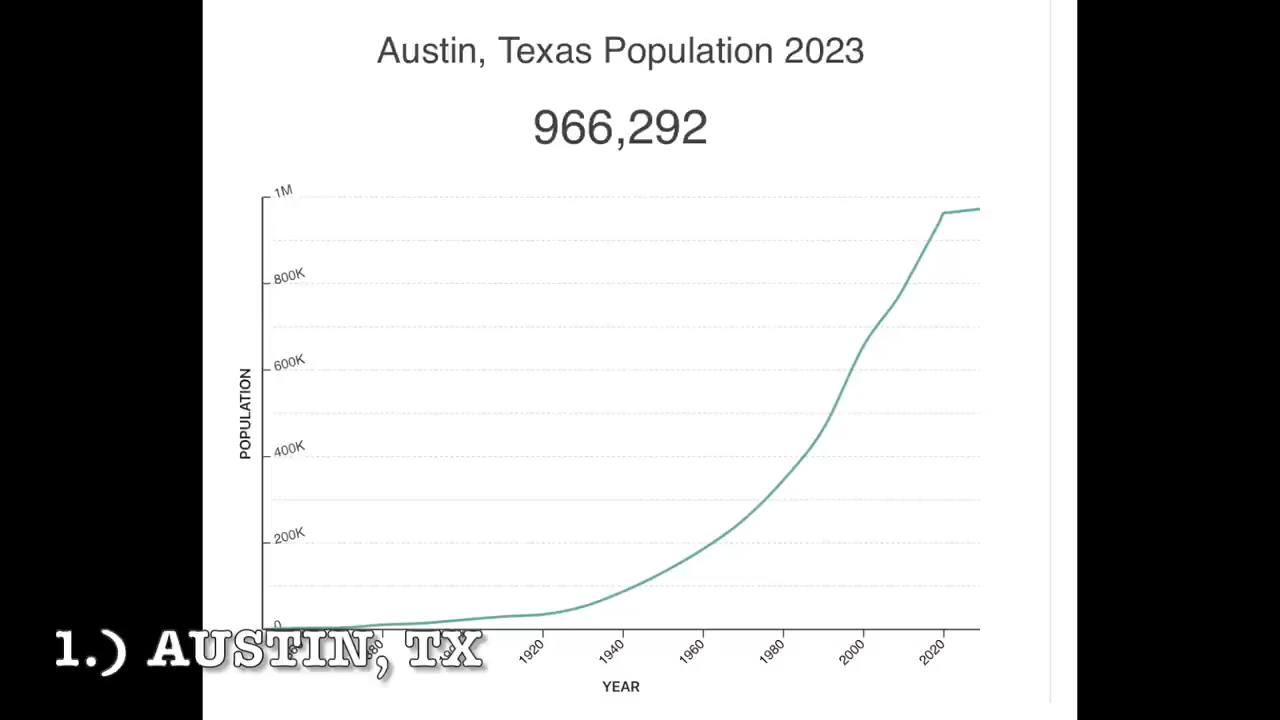 Austin, Texas Population 2023
966,292
1M
800K
600K
400K
200K
0
POPULATION
1920
1940
1960
1980
2000
2020
YEAR
1.) AUSTIN, TX